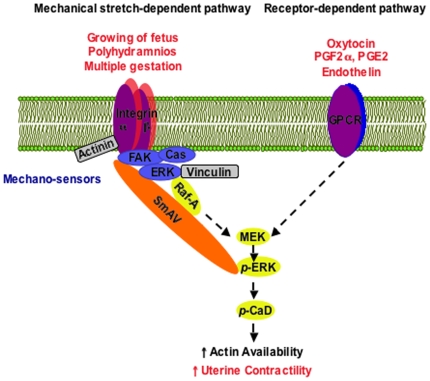 Mechanical stretch-dependent pathway
Receptor-dependent pathway
Growing of fetus
Polyhydramnios
Multiple gestation
Oxytocin
PGF2α, PGE2
Endothelin
Integrin
α
GPCR
Actinin
FAK
Cas
Mechano-sensors
ERK
Vinculin
Raf-A
SmAV
MEK
p-ERK
p-CaD
↑ Actin Availability
↑ Uterine Contractility